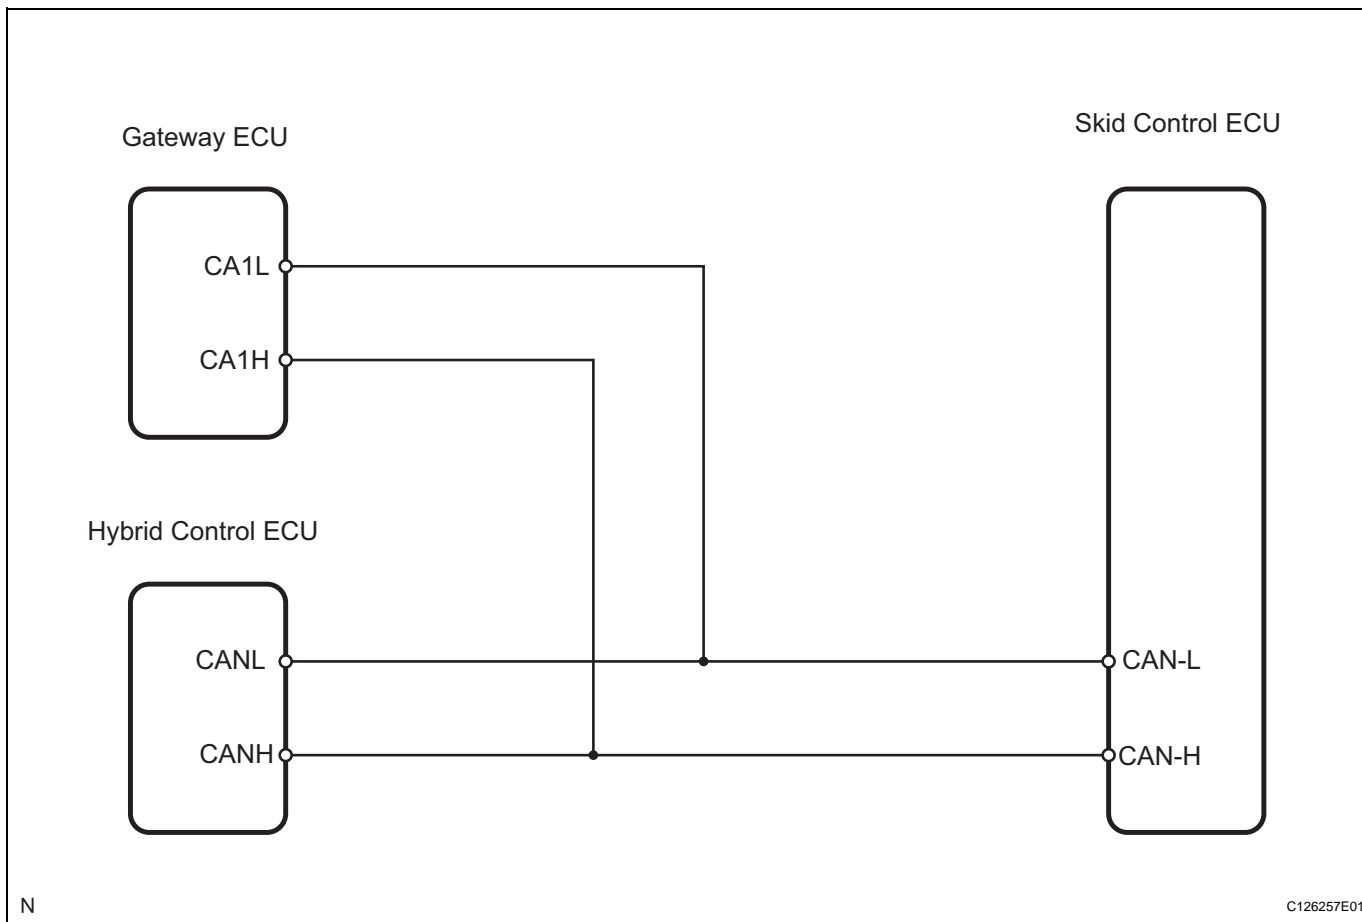 Gateway ECU
Skid Control ECU
CA1L
CA1H
Hybrid Control ECU
CANL
CAN-L
CANH
CAN-H
N
C126257E01